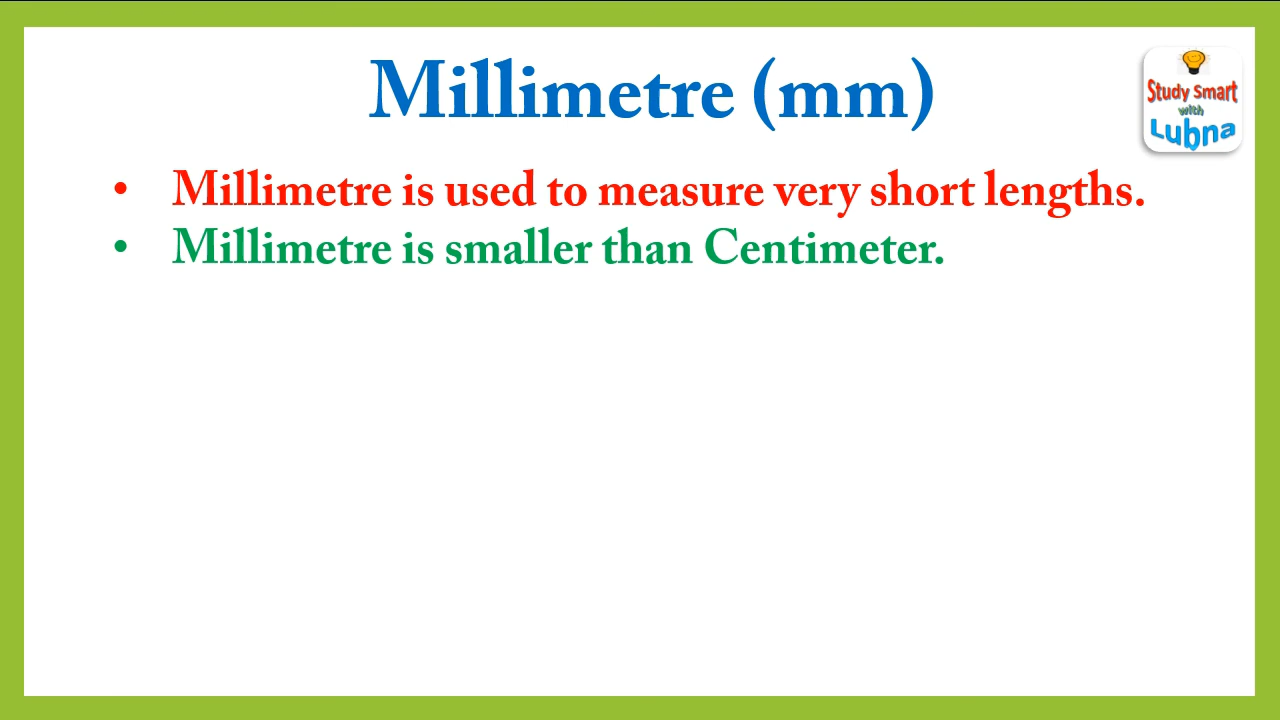 Millimetre (mm)
Study Smart
with
Lubna
• Millimetre is used to measure very short lengths.
• Millimetre is smaller than Centimeter.